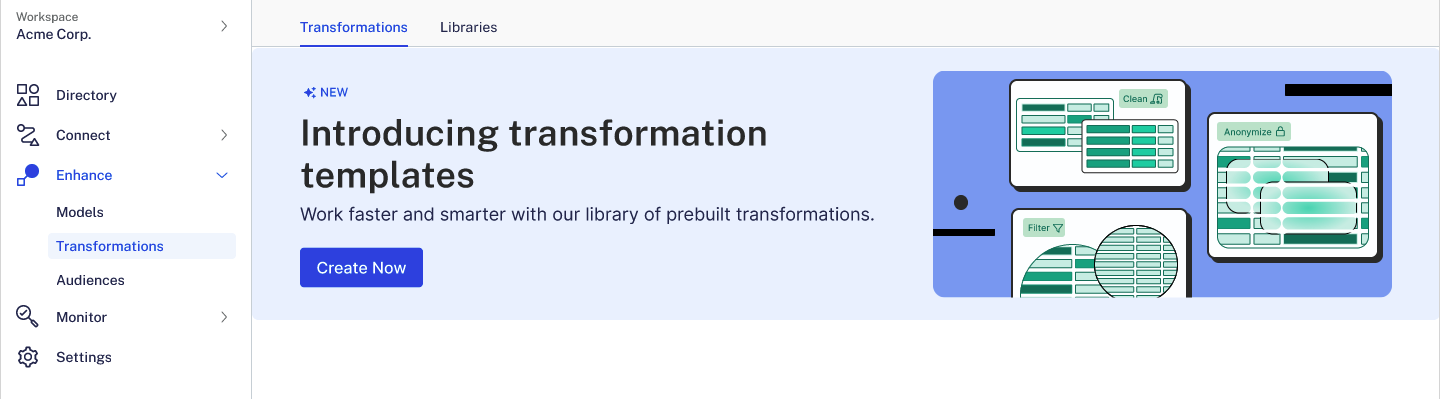 Workspace
Acme Corp.
Directory
Connect
Enhance
Models
Transformations
Audiences
Monitor
Settings
Transformations Libraries
NEW
Introducing transformation
templates
Work faster and smarter with our library of prebuilt transformations.
Create Now
Clean
Anonymize
Filter